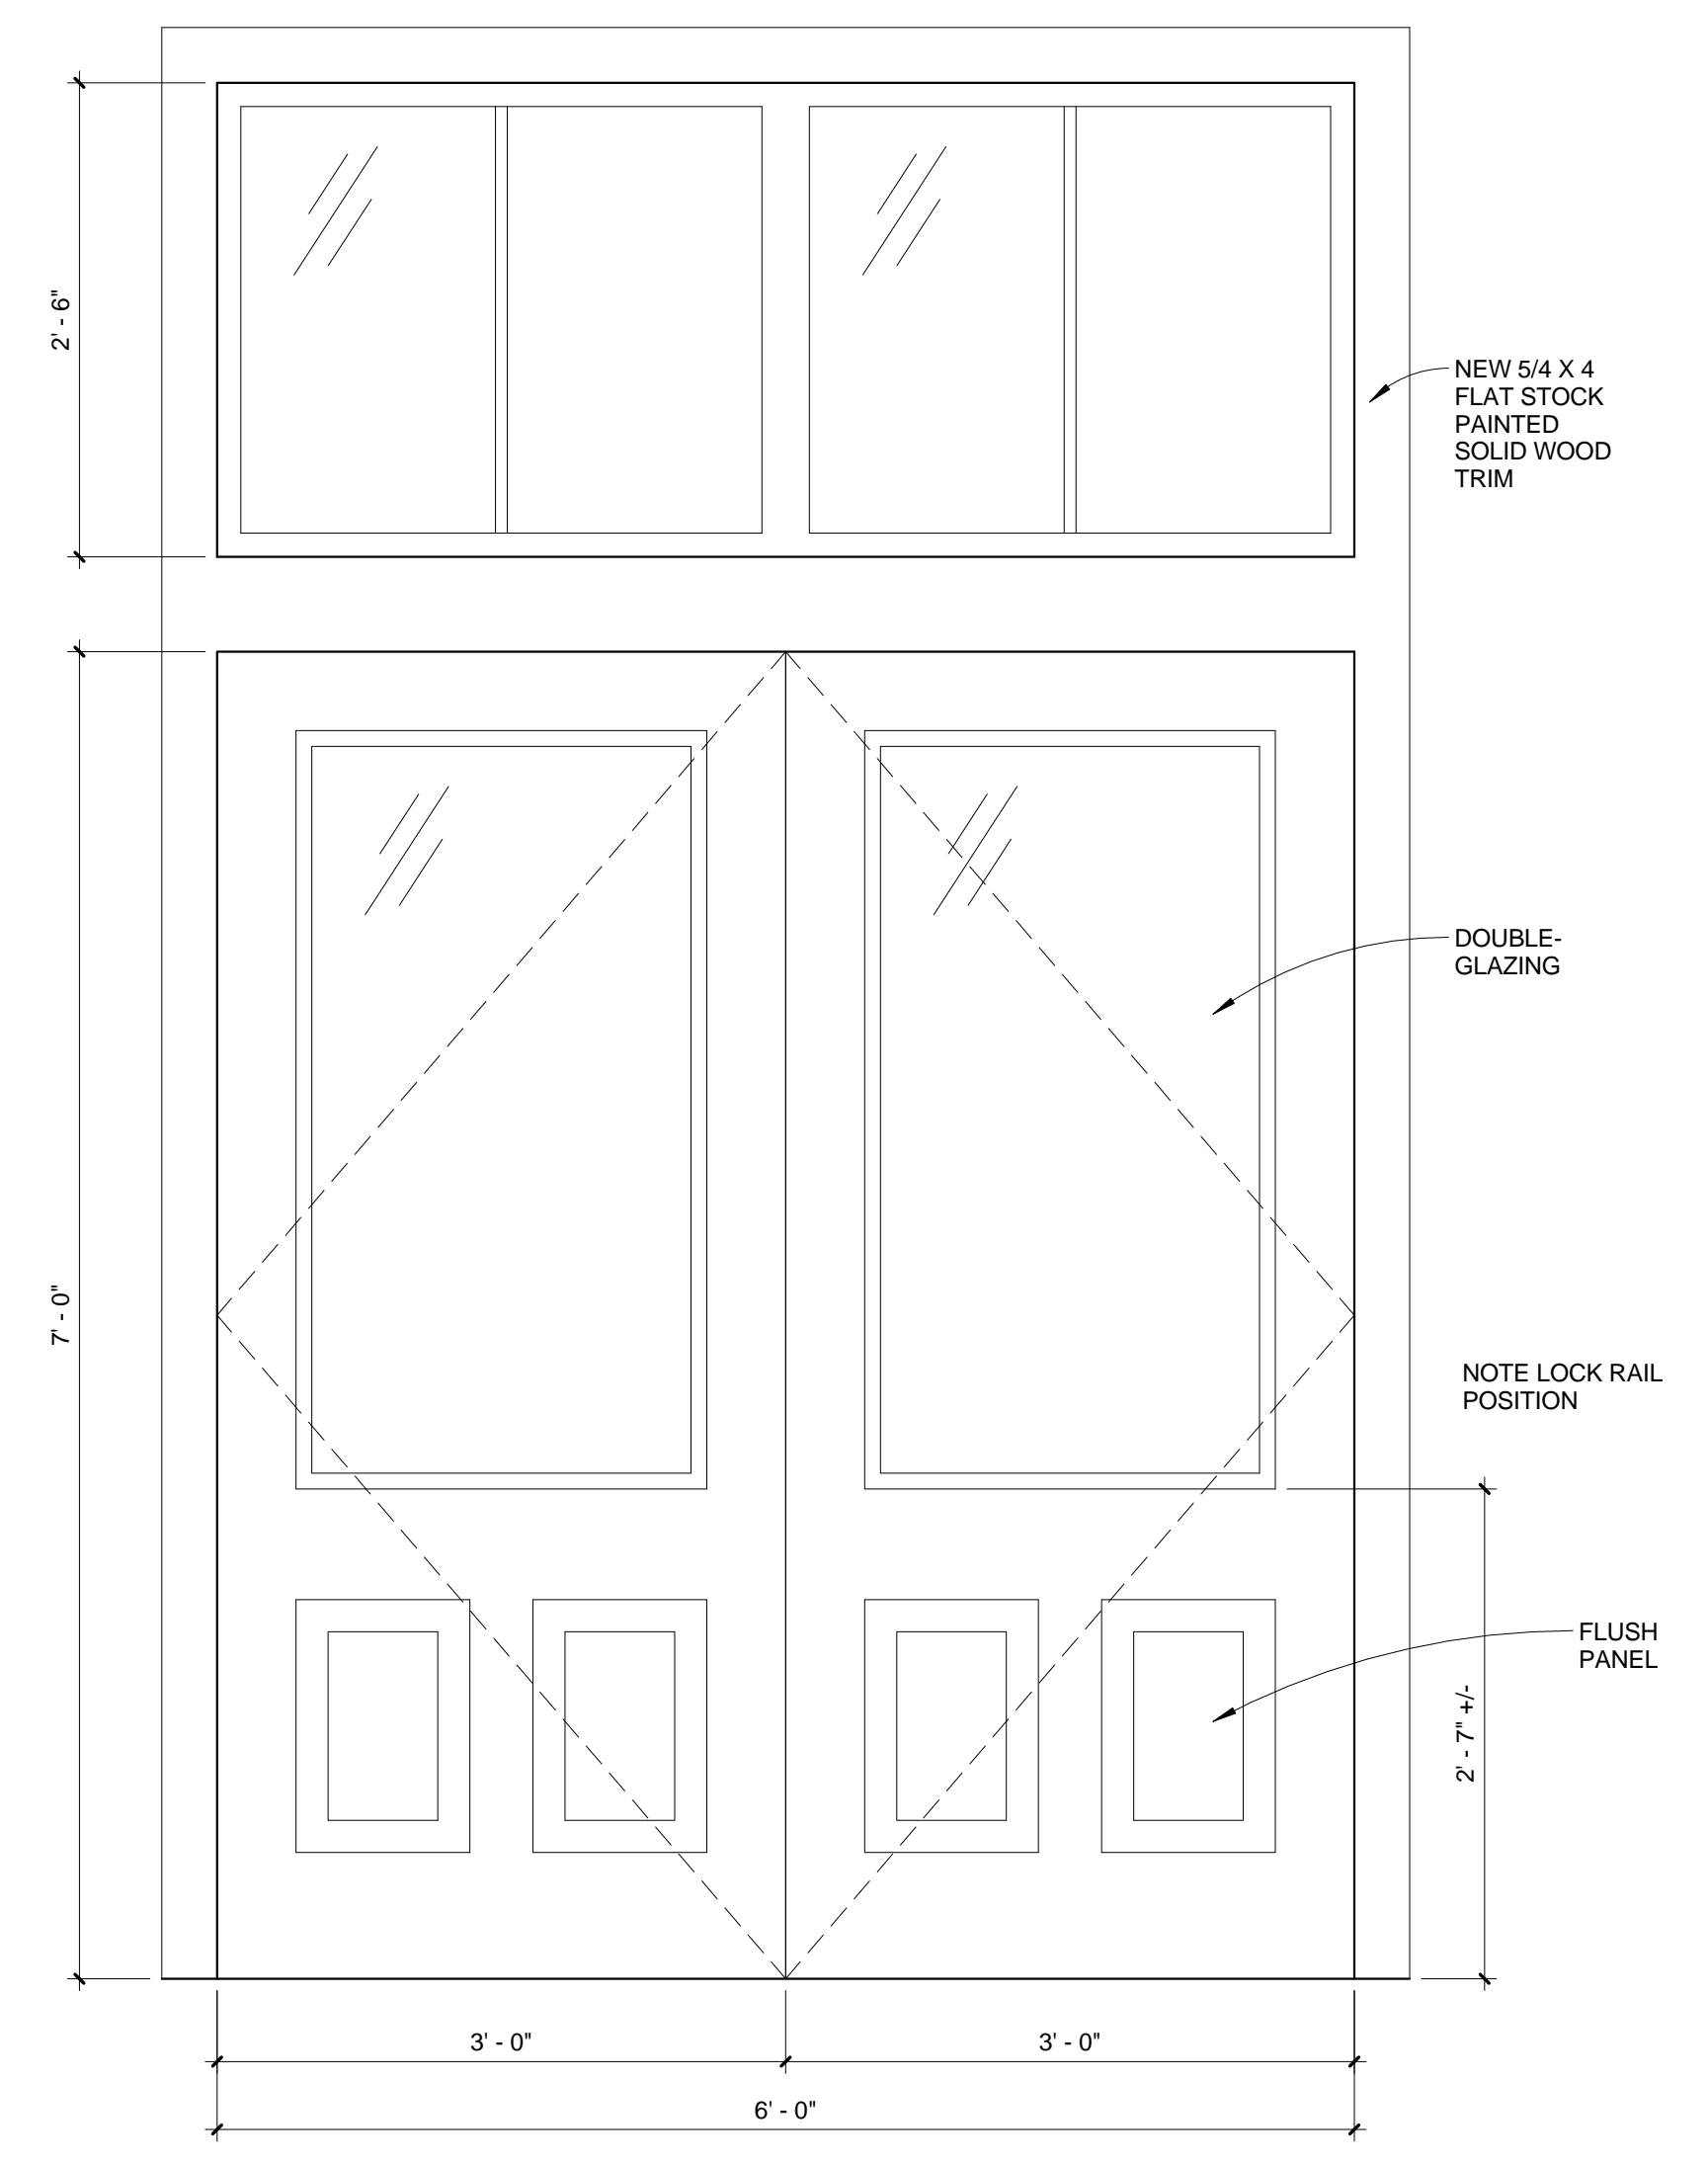 2' - 6"
NEW 5/4 X 4
FLAT STOCK
PAINTED
SOLID WOOD
TRIM
DOUBLE-
GLAZING
7' - 0"
NOTE LOCK RAIL
POSITION
FLUSH
PANEL
2' - 7" +/-
3' - 0"
3' - 0"
6' - 0"